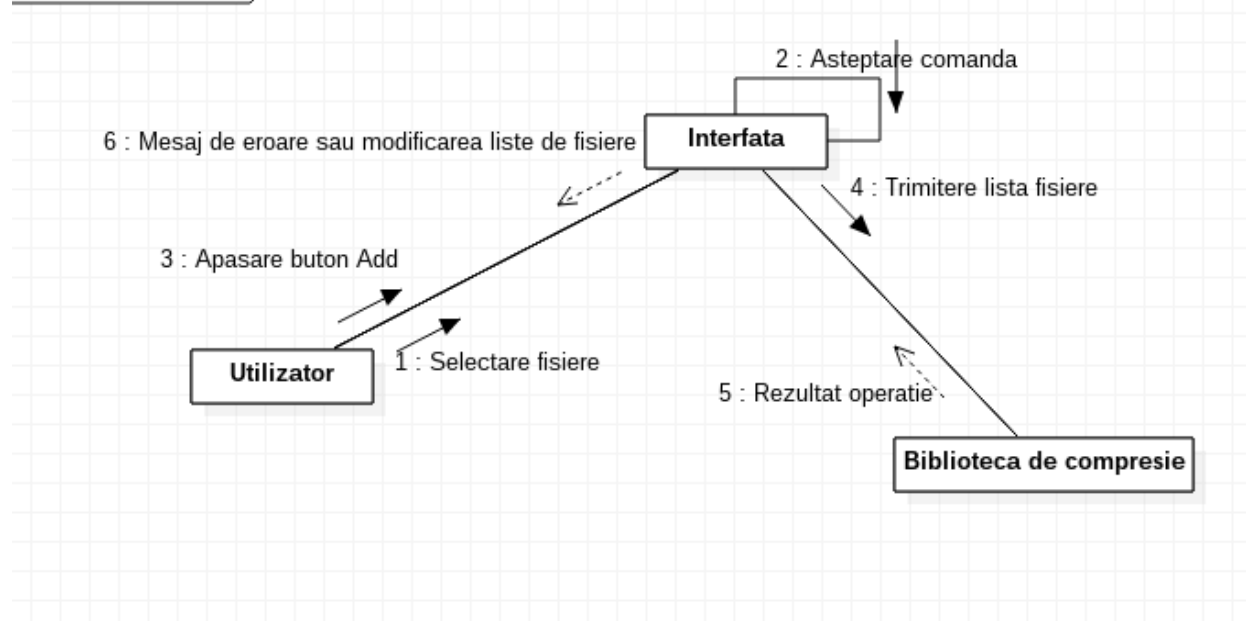 2 : Asteptare comanda
Interfata
6 : Mesaj de eroare sau modificarea liste de fisiere
4 : Trimitere lista fisiere
3 : Apasare buton Add
Utilizator
1 : Selectare fisiere
5 : Rezultat operatie
Biblioteca de compresie